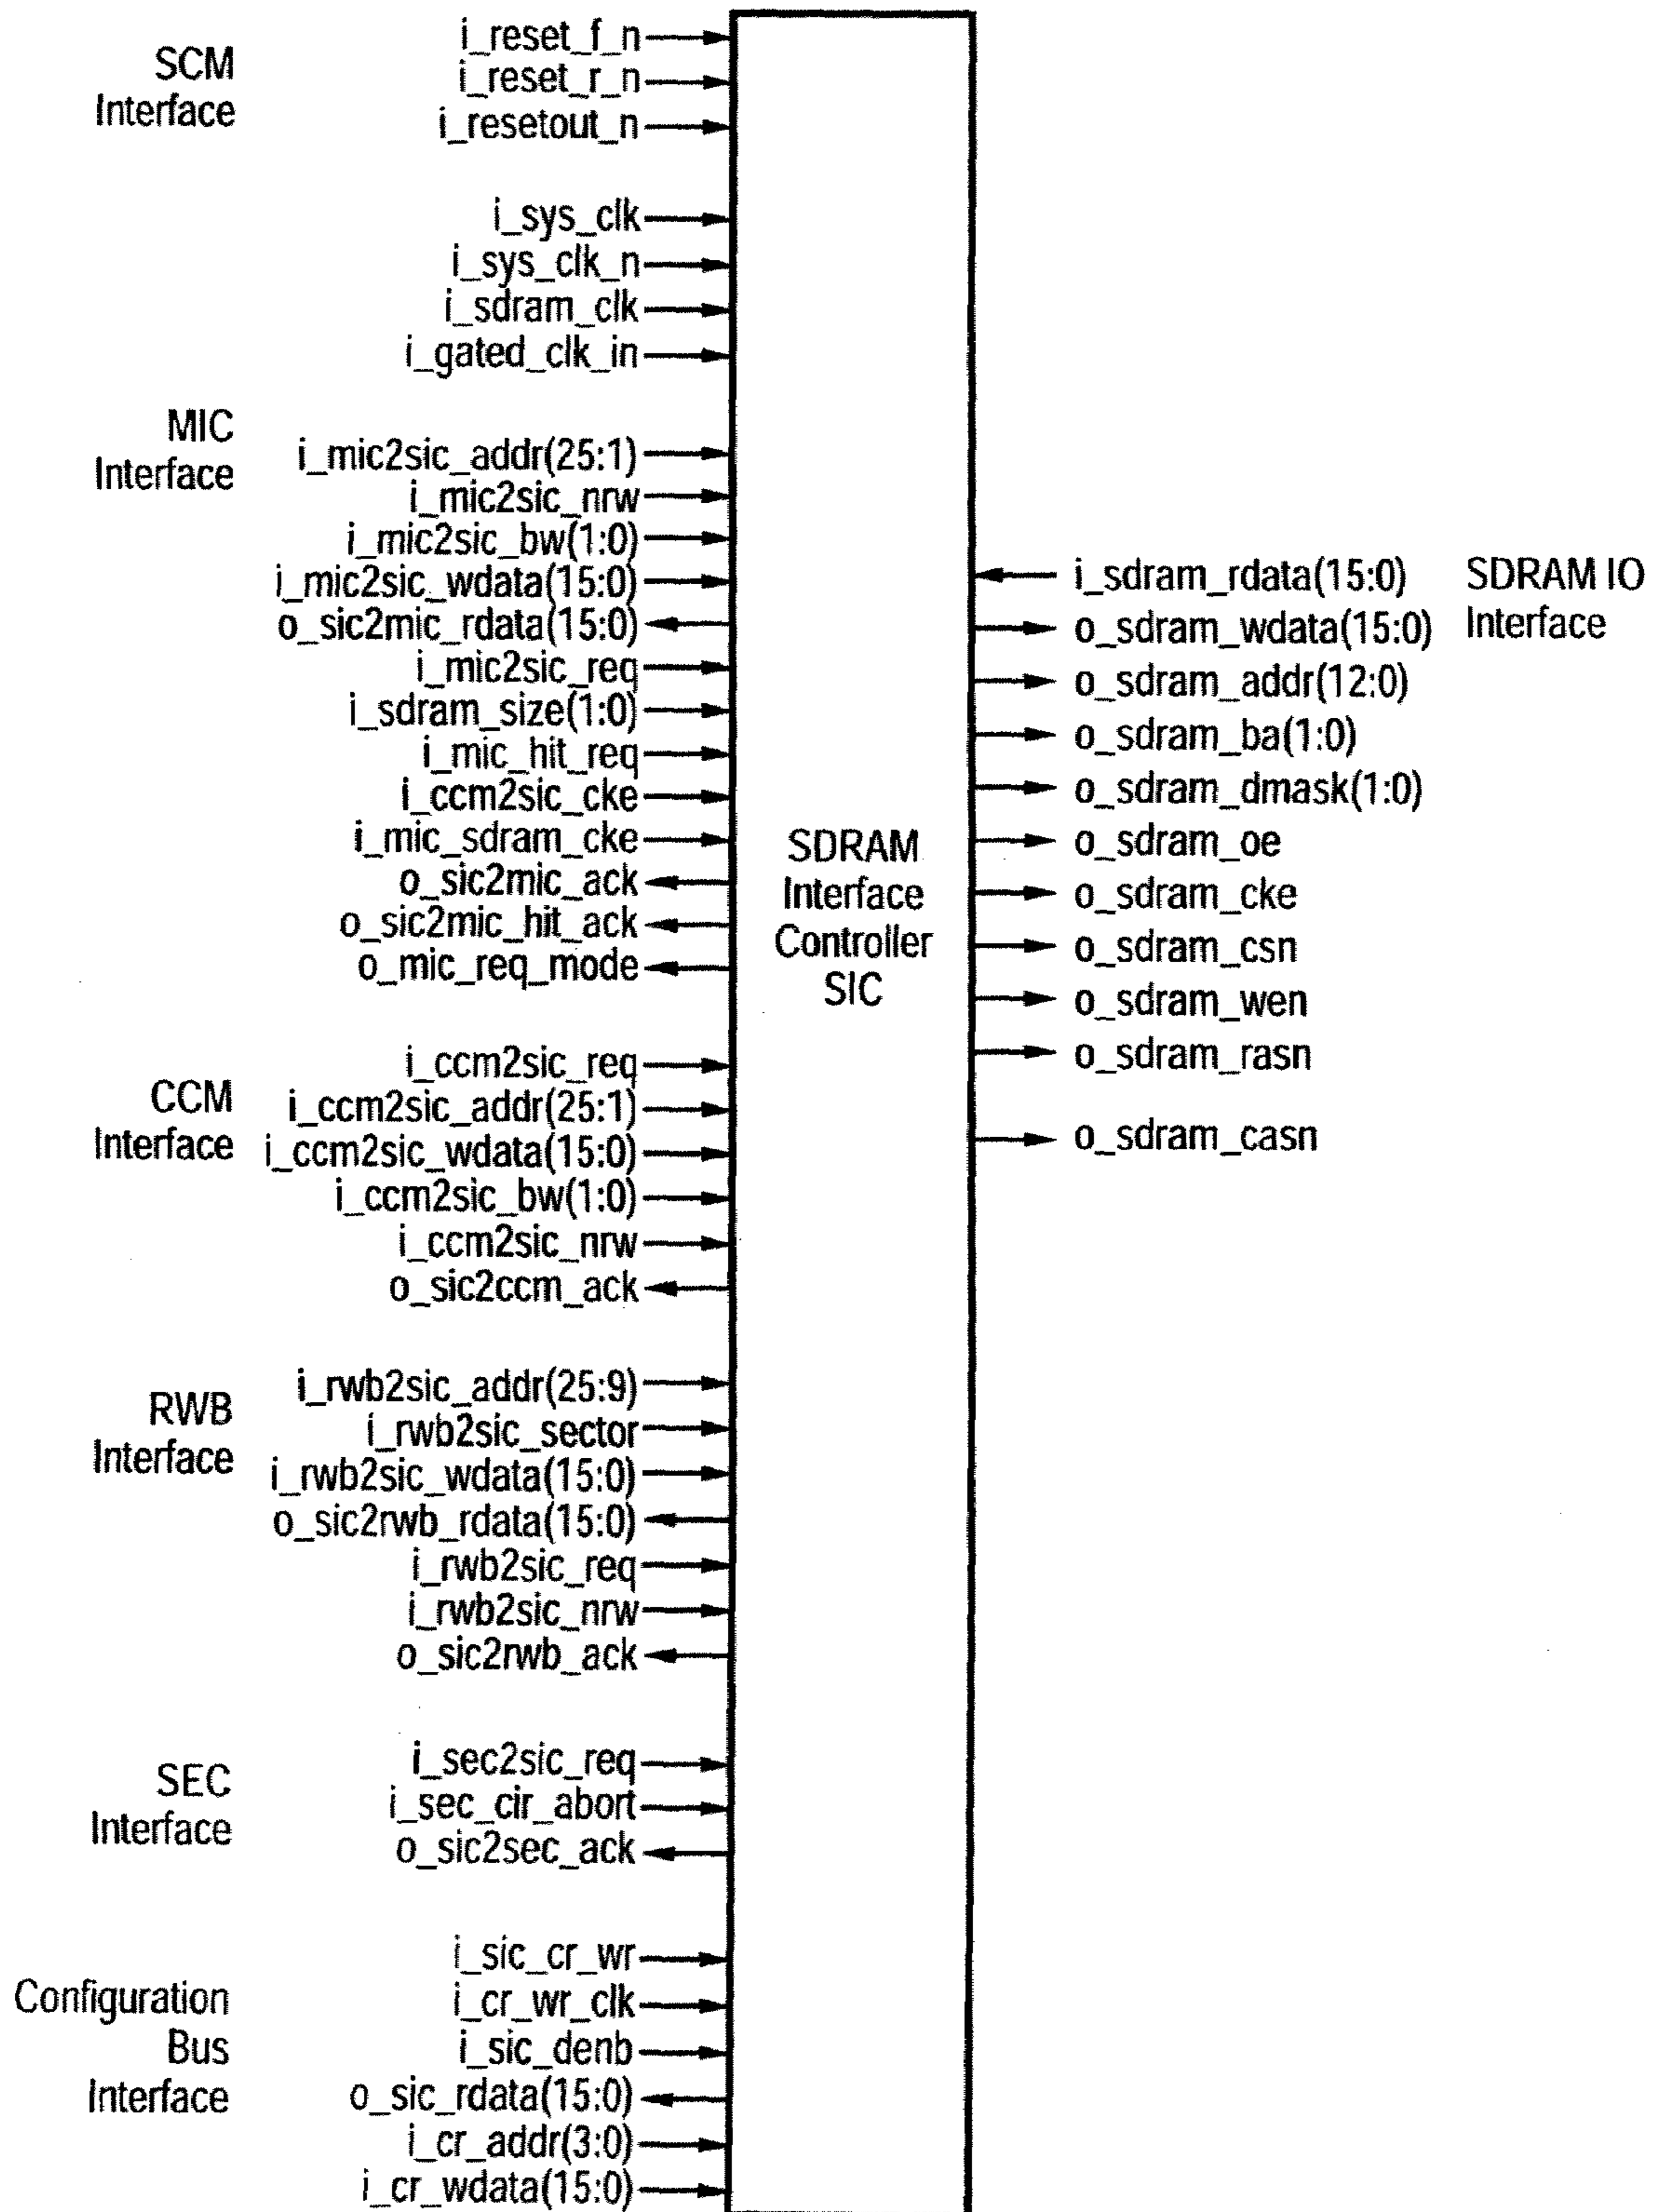 SCM
Interface
i_reset_f_n
i_reset_r_n
i_resetout_n
i_sys_clk
i_sys_clk_n
i_sdram_clk
i_gated_clk_in
MIC
Interface
i_mic2sic_addr(25:1)
i_mic2sic_nrw
i_mic2sic_bw(1:0)
i_mic2sic_wdata(15:0)
o_sic2mic_rdata(15:0)
i_mic2sic_req
i_sdram_size(1:0)
i_mic_hit_req
i_ccm2sic_cke
i_mic_sdram_cke
o_sic2mic_ack
o_sic2mic_hit_ack
o_mic_req_mode
CCM
Interface
i_ccm2sic_req
i_ccm2sic_addr(25:1)
i_ccm2sic_wdata(15:0)
i_ccm2sic_bw(1:0)
i_ccm2sic_nrw
o_sic2ccm_ack
RWB
Interface
i_rwb2sic_addr(25:9)
i_rwb2sic_sector
i_rwb2sic_wdata(15:0)
o_sic2rwb_rdata(15:0)
i_rwb2sic_req
i_rwb2sic_nrw
o_sic2rwb_ack
SEC
Interface
i_sec2sic_req
i_sec_cir_abort
o_sic2sec_ack
Configuration
Bus
Interface
i_sic_cr_wr
i_cr_wr_clk
i_sic_denb
o_sic_rdata(15:0)
i_cr_addr(3:0)
i_cr_wdata(15:0)
SDRAM
Interface
Controller
SIC
i_sdram_rdata(15:0)
o_sdram_wdata(15:0)
o_sdram_addr(12:0)
o_sdram_ba(1:0)
o_sdram_dmask(1:0)
o_sdram_oe
o_sdram_cke
o_sdram_csn
o_sdram_wen
o_sdram_rasn
o_sdram_casn
SDRAM IO
Interface